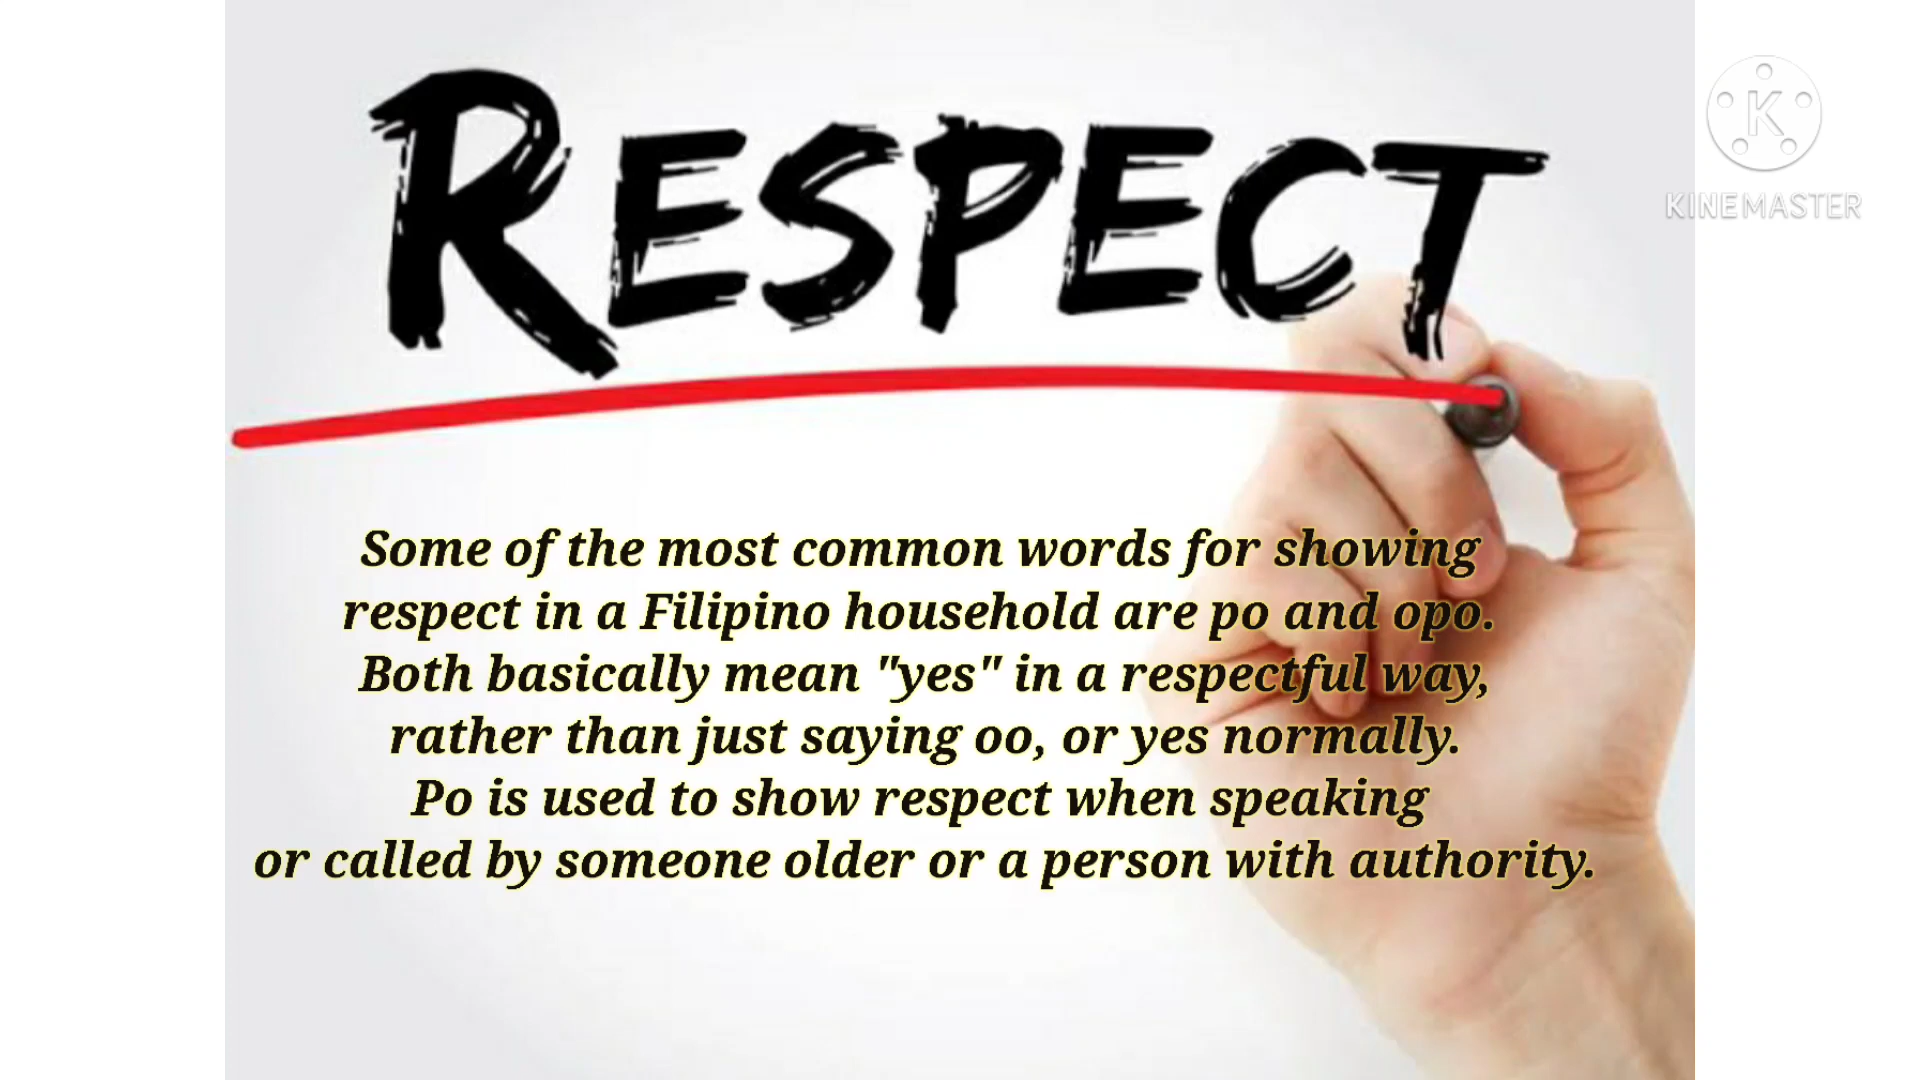 RESPECT
K
KINEMASTER
Some of the most common words for showing
respect in a Filipino household are po and opo.
Both basically mean "yes" in a respectful way,
rather than just saying oo, or yes normally.
Po is used to show respect when speaking
or called by someone older or a person with authority.